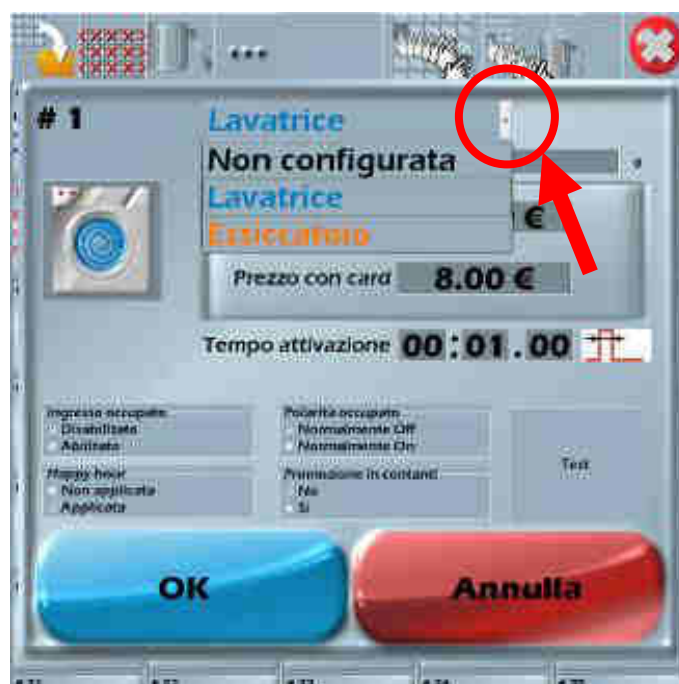 # 1
Lavatrice
Non configurata
Lavatrice
Essiccatoio
€
Prezzo con card 8.00 €
Tempo attivazione 00:01.00
Ingresso occupato
Disabilitato
Abilitato
Polarità occupato
Normalmente Off
Normalmente On
Happy hour
Non applicata
Applicata
Promozione in contanti
No
Si
Test
OK
Annulla